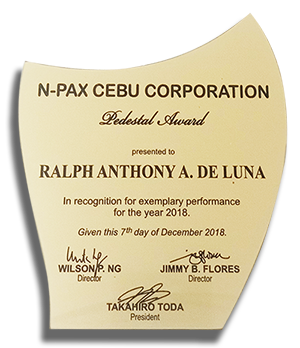 N-PAX CEBU CORPORATION
Pedestal Award
presented to
RALPH ANTHONY A. DE LUNA
In recognition for exemplary performance
for the year 2018.
Given this 7th day of December 2018.
WILSON P. NG
Director
JIMMY B. FLORES
Director
TAKAHIRO TODA
President